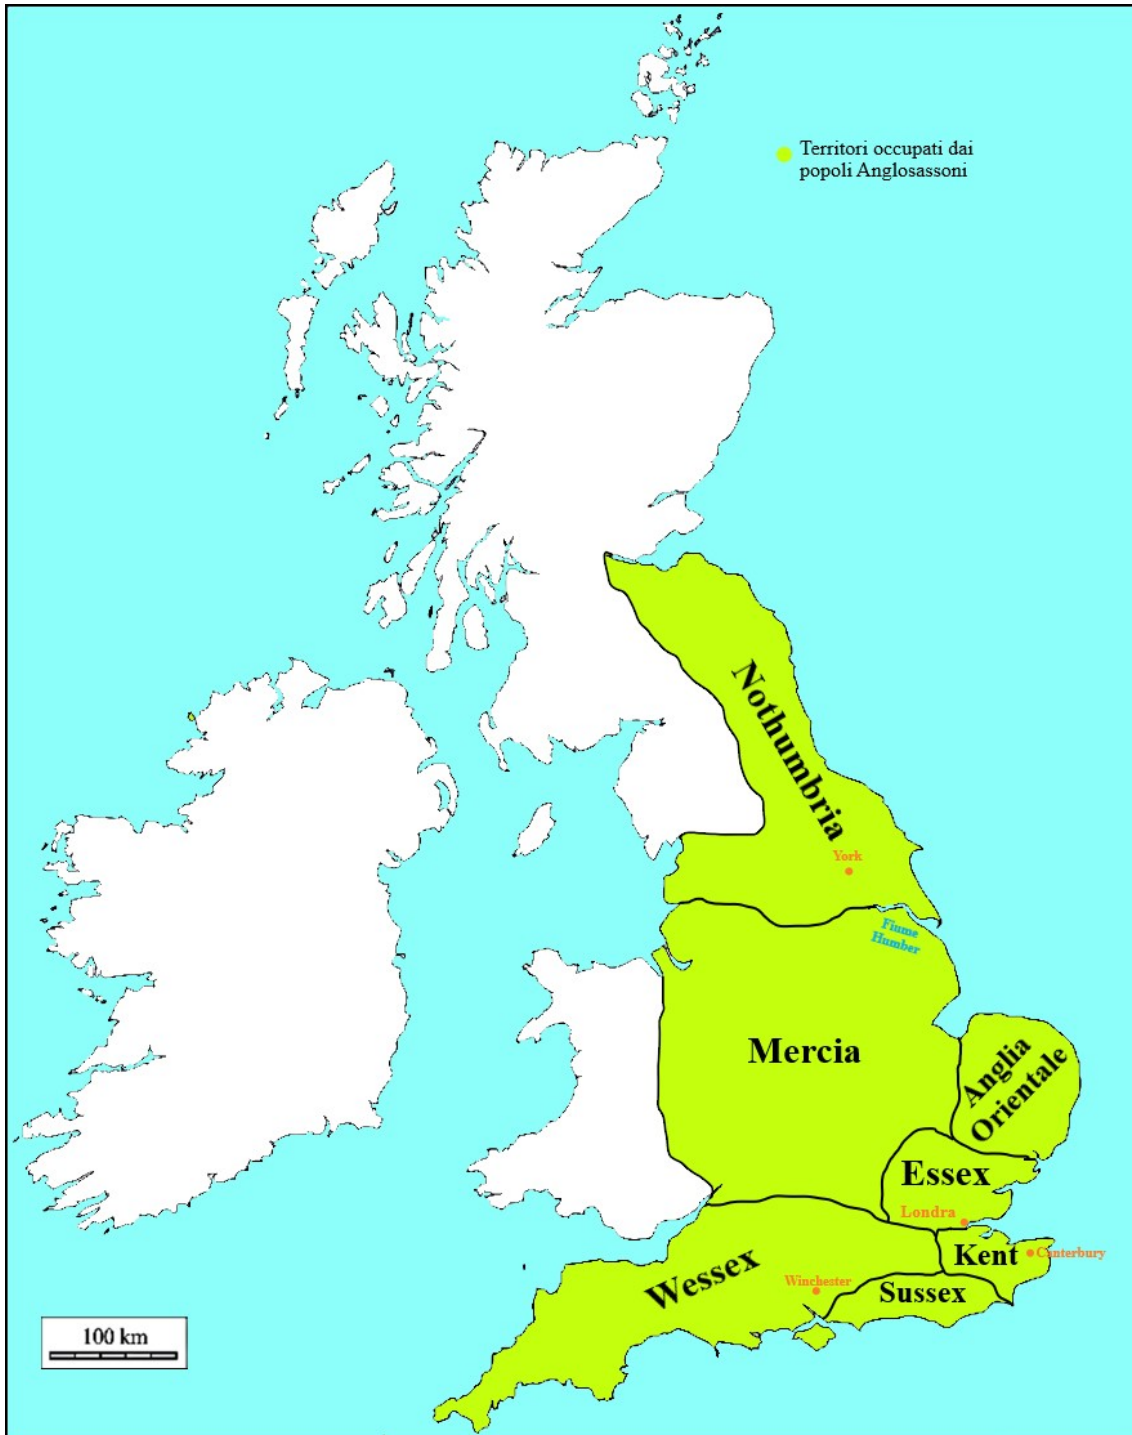 Territori occupati dai
popoli Anglosassoni
Nothumbria
York
Fiume
Humber
Mercia
Anglia
Orientale
Essex
Londra
Kent
Canterbury
Wessex
Winchester
Sussex
100 km